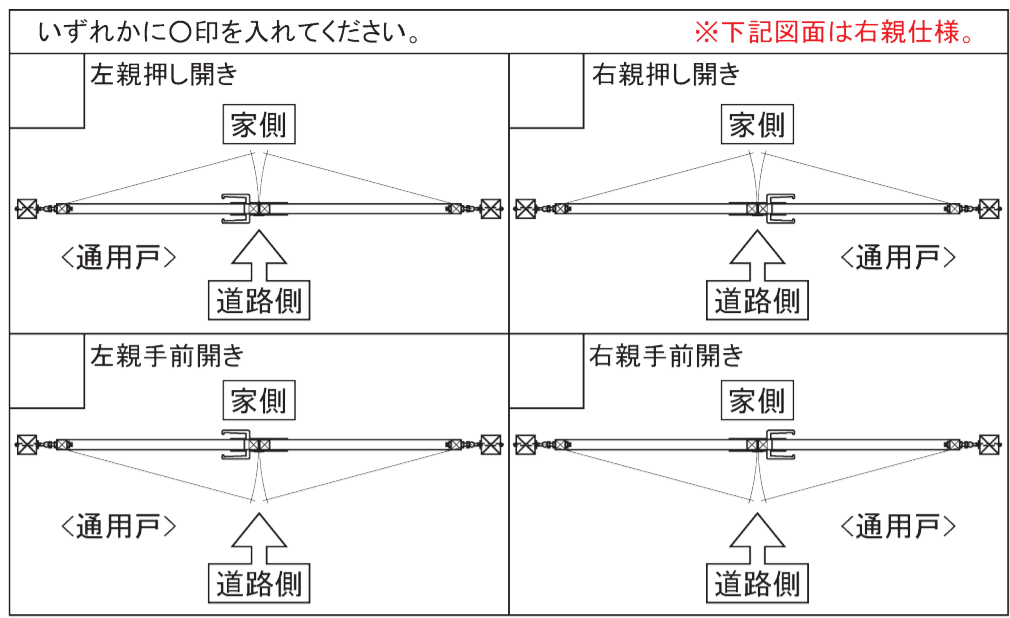 いずれかに〇印を入れてください。
※下記図面は右親仕様。
左親押し開き
家側
<通用戸>
道路側
右親押し開き
家側
<通用戸>
道路側
左親手前開き
家側
<通用戸>
道路側
右親手前開き
家側
<通用戸>
道路側